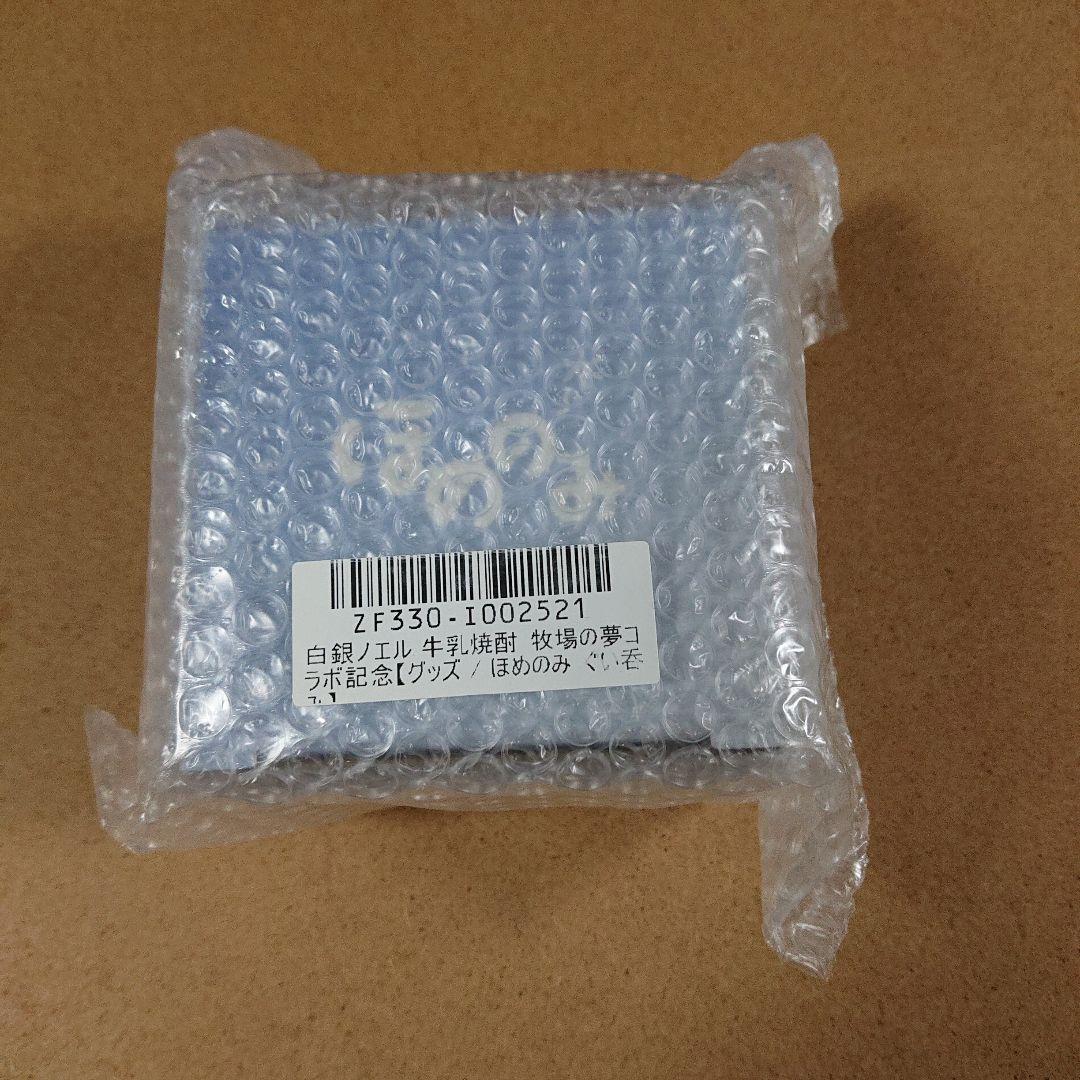 ほめのみ
ZF330-I002521
白銀ノエル 牛乳焼酎 牧場の夢コ
ラボ記念【グッズ / ほめのみ ぐい呑
み】